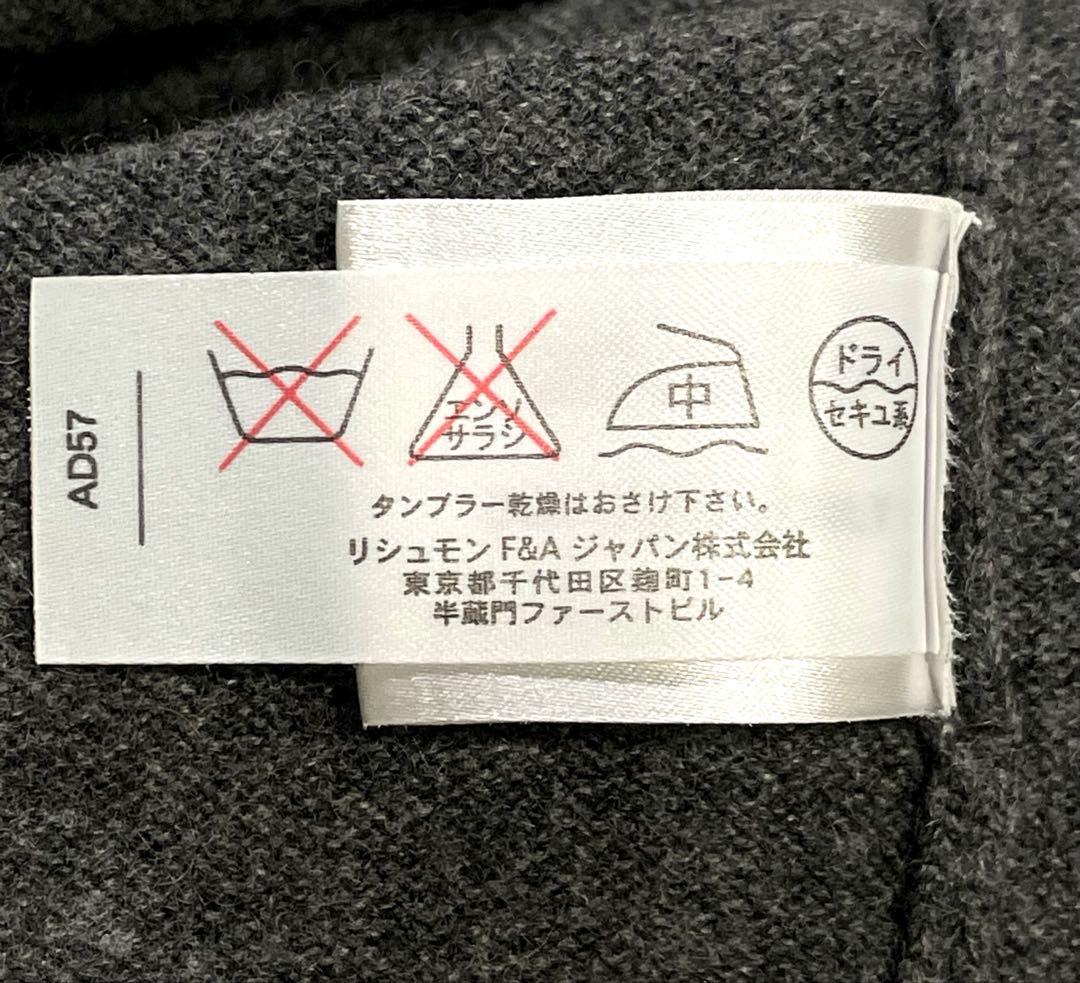 AD57
エンソ
サラシ
中
ドライ
セキユ系
タンブラー乾燥はおさけ下さい。
リシュモン F&A ジャパン株式会社
東京都千代田区麹町1-4
半蔵門ファーストビル